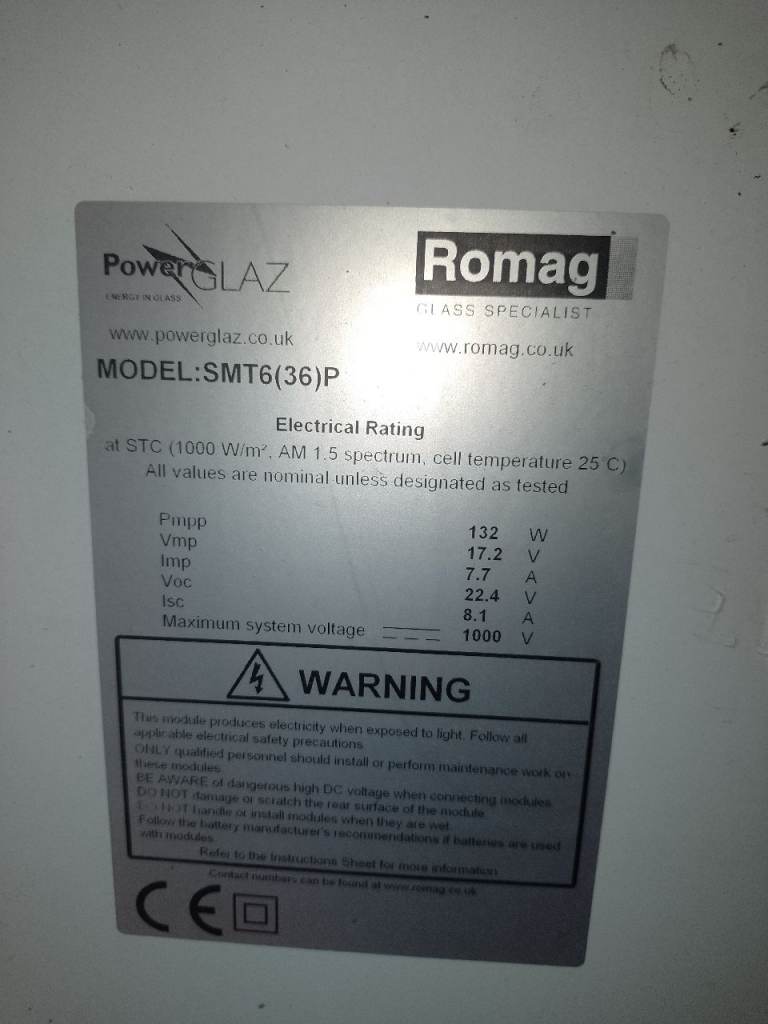 PowerGLAZ
ENERGY IN GLASS
www.powerglaz.co.uk
Romag
GLASS SPECIALIST
www.romag.co.uk
MODEL:SMT6(36)P
Electrical Rating
at STC (1000 W/m², AM 1.5 spectrum, cell temperature 25 C)
All values are nominal unless designated as tested
Pmpp 132 W
Vmp 17.2 V
Imp 7.7 A
Voc 22.4 V
Isc 8.1 A
Maximum system voltage 1000 V
WARNING
This module produces electricity when exposed to light. Follow all
applicable electrical safety precautions.
ONLY qualified personnel should install or perform maintenance work on
these modules
BE AWARE of dangerous high DC voltage when connecting modules
DO NOT damage or scratch the rear surface of the module
DO NOT handle or install modules when they are wet
Follow the battery manufacturer's recommendations if batteries are used
with modules
Refer to the Instructions Sheet for more information
Contact numbers can be found at www.romag.co.uk
CE